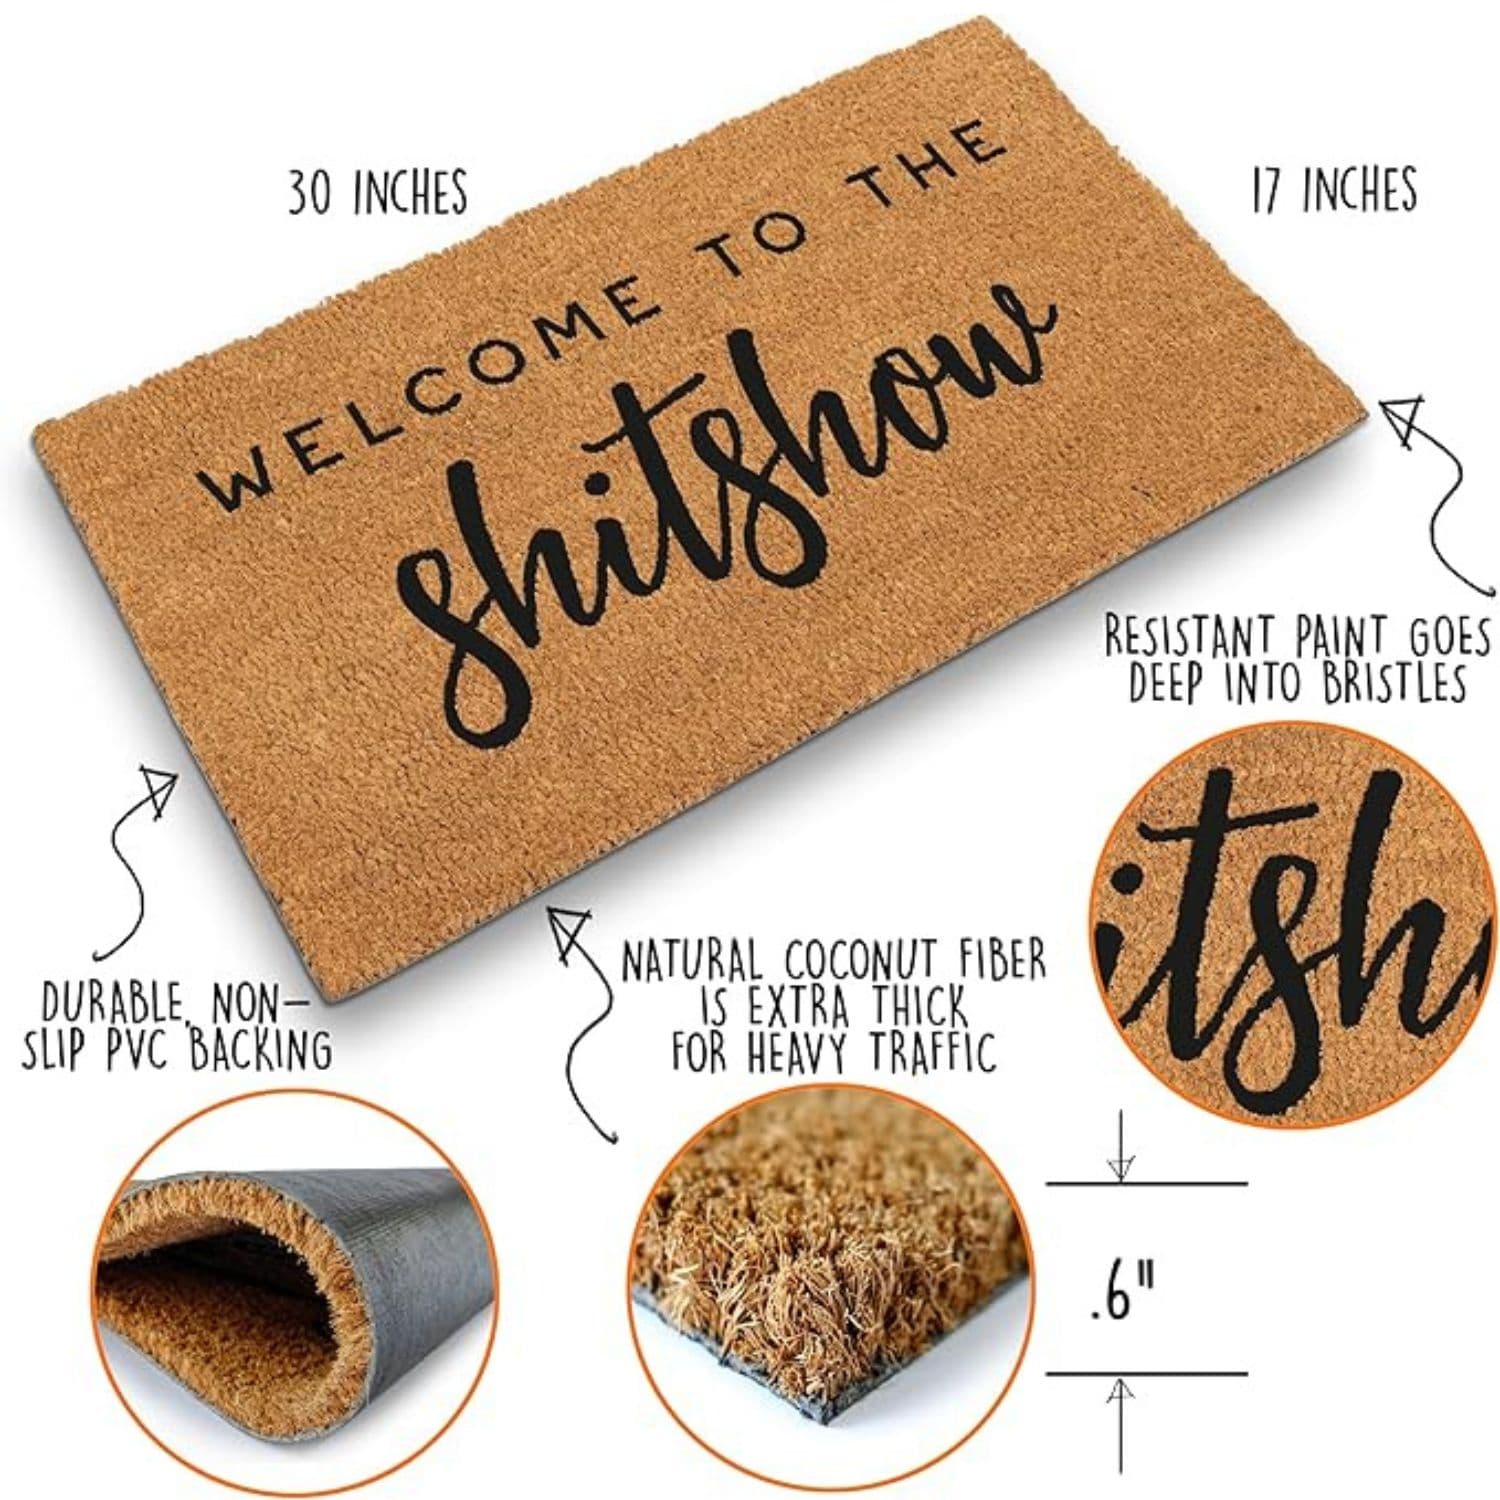 30 INCHES
17 INCHES
WELCOME TO THE
shitshow
RESISTANT PAINT GOES
DEEP INTO BRISTLES
itsh
DURABLE, NON-
SLIP PVC BACKING
NATURAL COCONUT FIBER
IS EXTRA THICK
FOR HEAVY TRAFFIC
.6"